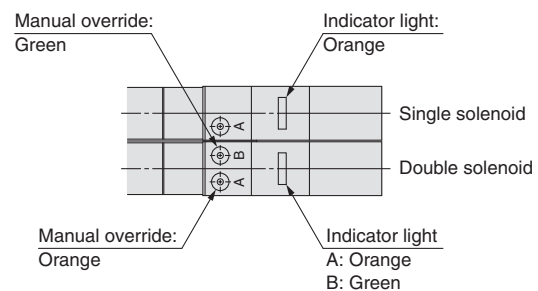 Manual override:
Green
Indicator light:
Orange
A
Single solenoid
B
Double solenoid
A
Manual override:
Orange
Indicator light
A: Orange
B: Green